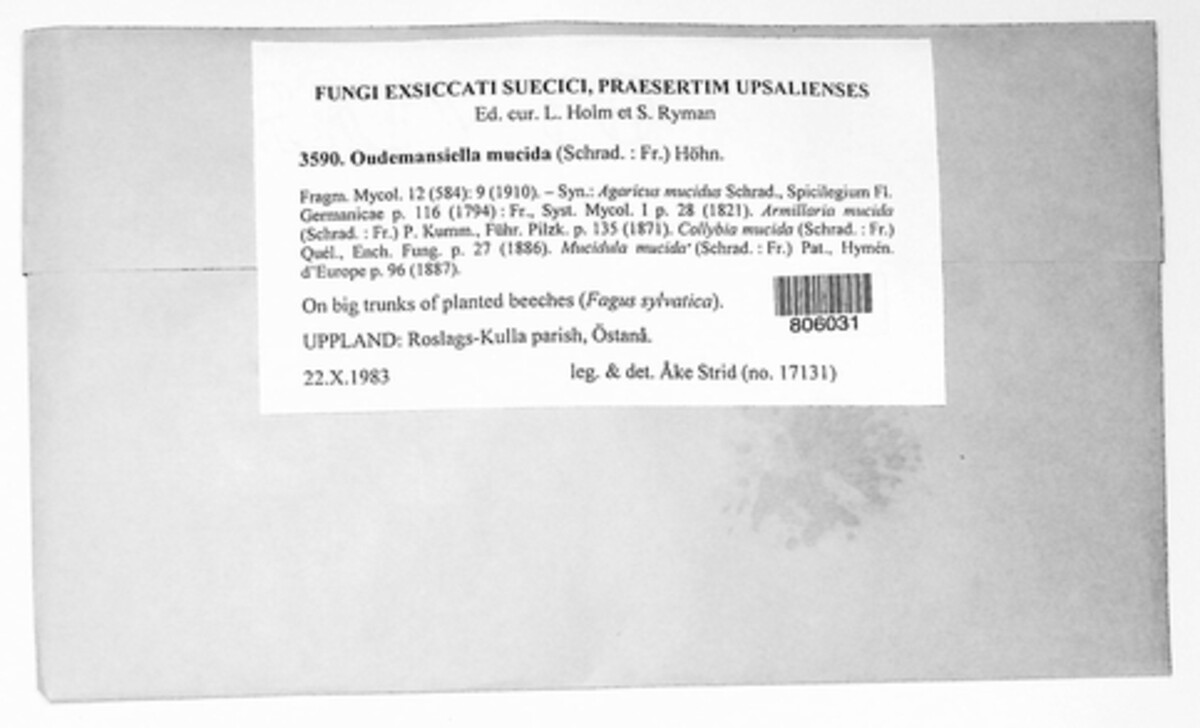 FUNGI EXSICCATI SUECICI, PRAESERTIM UPSALIENSES
Ed. cur. L. Holm et S. Ryman
3590. Oudemansiella mucida (Schrad. : Fr.) Höhn.
Fragm. Mycol. 12 (584): 9 (1910). – Syn.: Agaricus mucidus Schrad., Spicilegium Fl.
Germanicae p. 116 (1794) : Fr., Syst. Mycol. 1 p. 28 (1821). Armillaria mucida
(Schrad. : Fr.) P. Kumm., Führ. Pilzk. p. 135 (1871). Collybia mucida (Schrad. : Fr.)
Quél., Ench. Fung. p. 27 (1886). Mucidula mucida (Schrad. : Fr.) Pat., Hymén.
d'Europe p. 96 (1887).
On big trunks of planted beeches (Fagus sylvatica).
806031
UPPLAND: Roslags-Kulla parish, Östanå.
22.X.1983 leg. & det. Åke Strid (no. 17131)